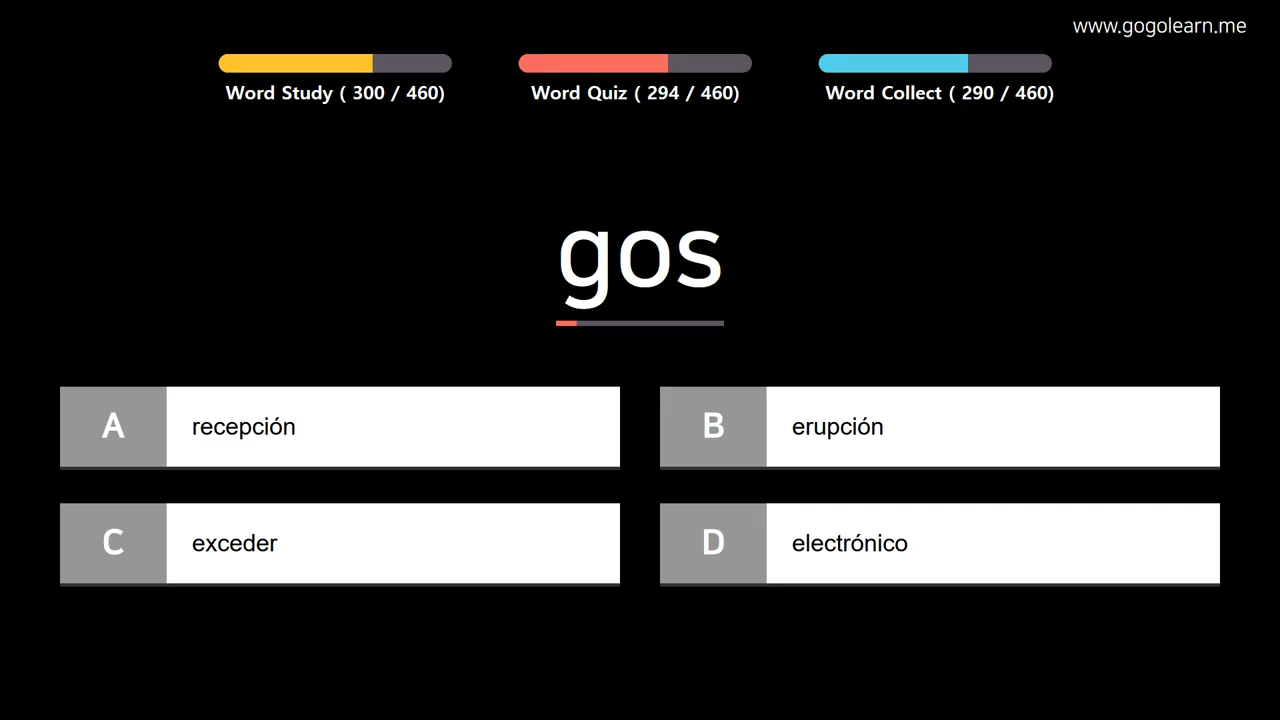 www.gogolearn.me
Word Study ( 300 / 460)
Word Quiz ( 294 / 460)
Word Collect ( 290 / 460)
gos
A recepción
B erupción
C exceder
D electrónico